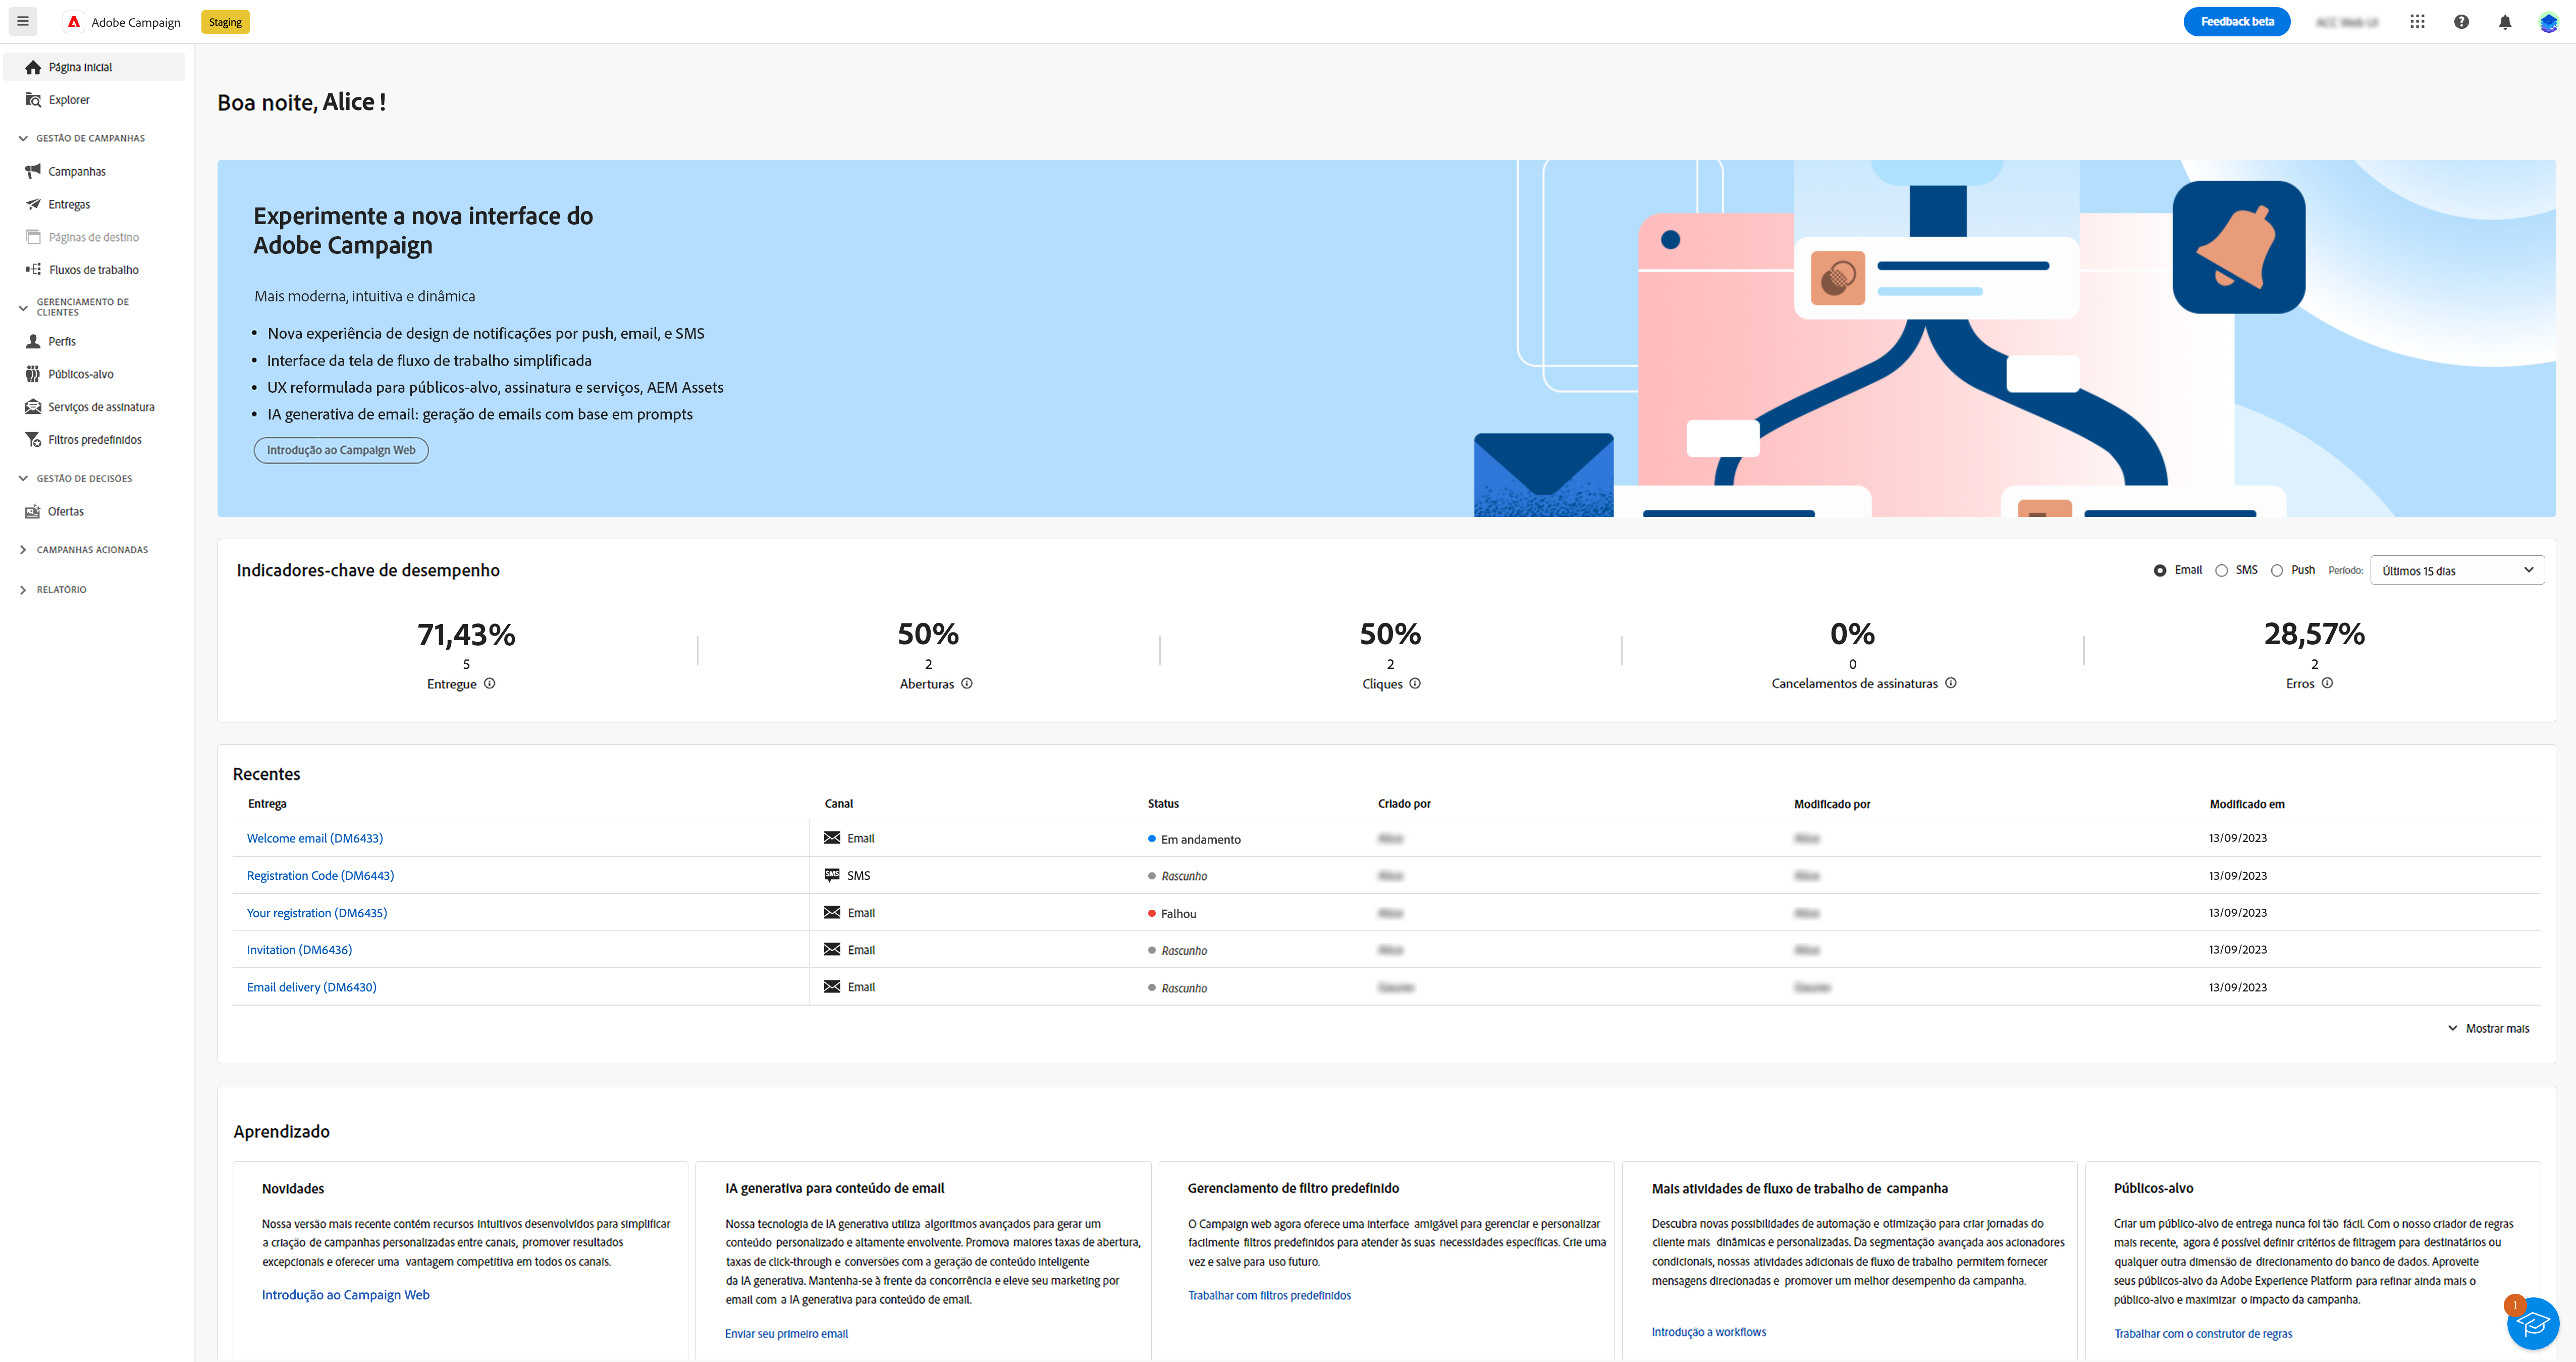 Adobe Campaign
Staging
Feedback beta
Página inicial
Explorer
GESTÃO DE CAMPANHAS
Campanhas
Entregas
Páginas de destino
Fluxos de trabalho
GERENCIAMENTO DE
CLIENTES
Perfis
Públicos-alvo
Serviços de assinatura
Filtros predefinidos
GESTÃO DE DECISÕES
Ofertas
CAMPANHAS ACIONADAS
RELATÓRIO
Boa noite, Alice !
Experimente a nova interface do
Adobe Campaign
Mais moderna, intuitiva e dinâmica
• Nova experiência de design de notificações por push, email, e SMS
• Interface da tela de fluxo de trabalho simplificada
• UX reformulada para públicos-alvo, assinatura e serviços, AEM Assets
• IA generativa de email: geração de emails com base em prompts
Introdução ao Campaign Web
Indicadores-chave de desempenho
Email SMS Push Período: Últimos 15 dias
71,43% 50% 50% 0% 28,57%
5 2 2 0 2
Entregue Aberturas Cliques Cancelamentos de assinaturas Erros
Recentes
Entrega Canal Status Criado por Modificado por Modificado em
Welcome email (DM6433) Email Em andamento 13/09/2023
Registration Code (DM6443) SMS SMS Rascunho 13/09/2023
Your registration (DM6435) Email Falhou 13/09/2023
Invitation (DM6436) Email Rascunho 13/09/2023
Email delivery (DM6430) Email Rascunho 13/09/2023
Mostrar mais
Aprendizado
Novidades
Nossa versão mais recente contém recursos intuitivos desenvolvidos para simplificar
a criação de campanhas personalizadas entre canais, promover resultados
excepcionais e oferecer uma vantagem competitiva em todos os canais.
Introdução ao Campaign Web
IA generativa para conteúdo de email
Nossa tecnologia de IA generativa utiliza algoritmos avançados para gerar um
conteúdo personalizado e altamente envolvente. Promova maiores taxas de abertura,
taxas de click-through e conversões com a geração de conteúdo inteligente
da IA generativa. Mantenha-se à frente da concorrência e eleve seu marketing por
email com a IA generativa para conteúdo de email.
Enviar seu primeiro email
Gerenciamento de filtro predefinido
O Campaign web agora oferece uma interface amigável para gerenciar e personalizar
facilmente filtros predefinidos para atender às suas necessidades específicas. Crie uma
vez e salve para uso futuro.
Trabalhar com filtros predefinidos
Mais atividades de fluxo de trabalho de campanha
Descubra novas possibilidades de automação e otimização para criar jornadas do
cliente mais dinâmicas e personalizadas. Da segmentação avançada aos acionadores
condicionais, nossas atividades adicionais de fluxo de trabalho permitem fornecer
mensagens direcionadas e promover um melhor desempenho da campanha.
Introdução a workflows
Públicos-alvo
Criar um público-alvo de entrega nunca foi tão fácil. Com o nosso criador de regras
mais recente, agora é possível definir critérios de filtragem para destinatários ou
qualquer outra dimensão de direcionamento do banco de dados. Aproveite
seus públicos-alvo da Adobe Experience Platform para refinar ainda mais o
público-alvo e maximizar o impacto da campanha.
Trabalhar com o construtor de regras
1